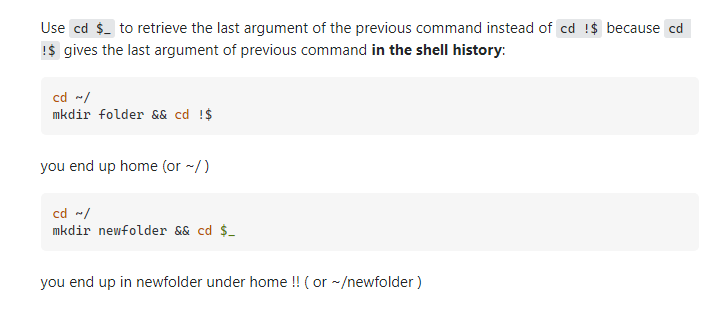 Use cd $_ to retrieve the last argument of the previous command instead of cd !$ because cd
!$ gives the last argument of previous command in the shell history:
cd ~/
mkdir folder && cd !$
you end up home (or ~/ )
cd ~/
mkdir newfolder && cd $_
you end up in newfolder under home !! ( or ~/newfolder )